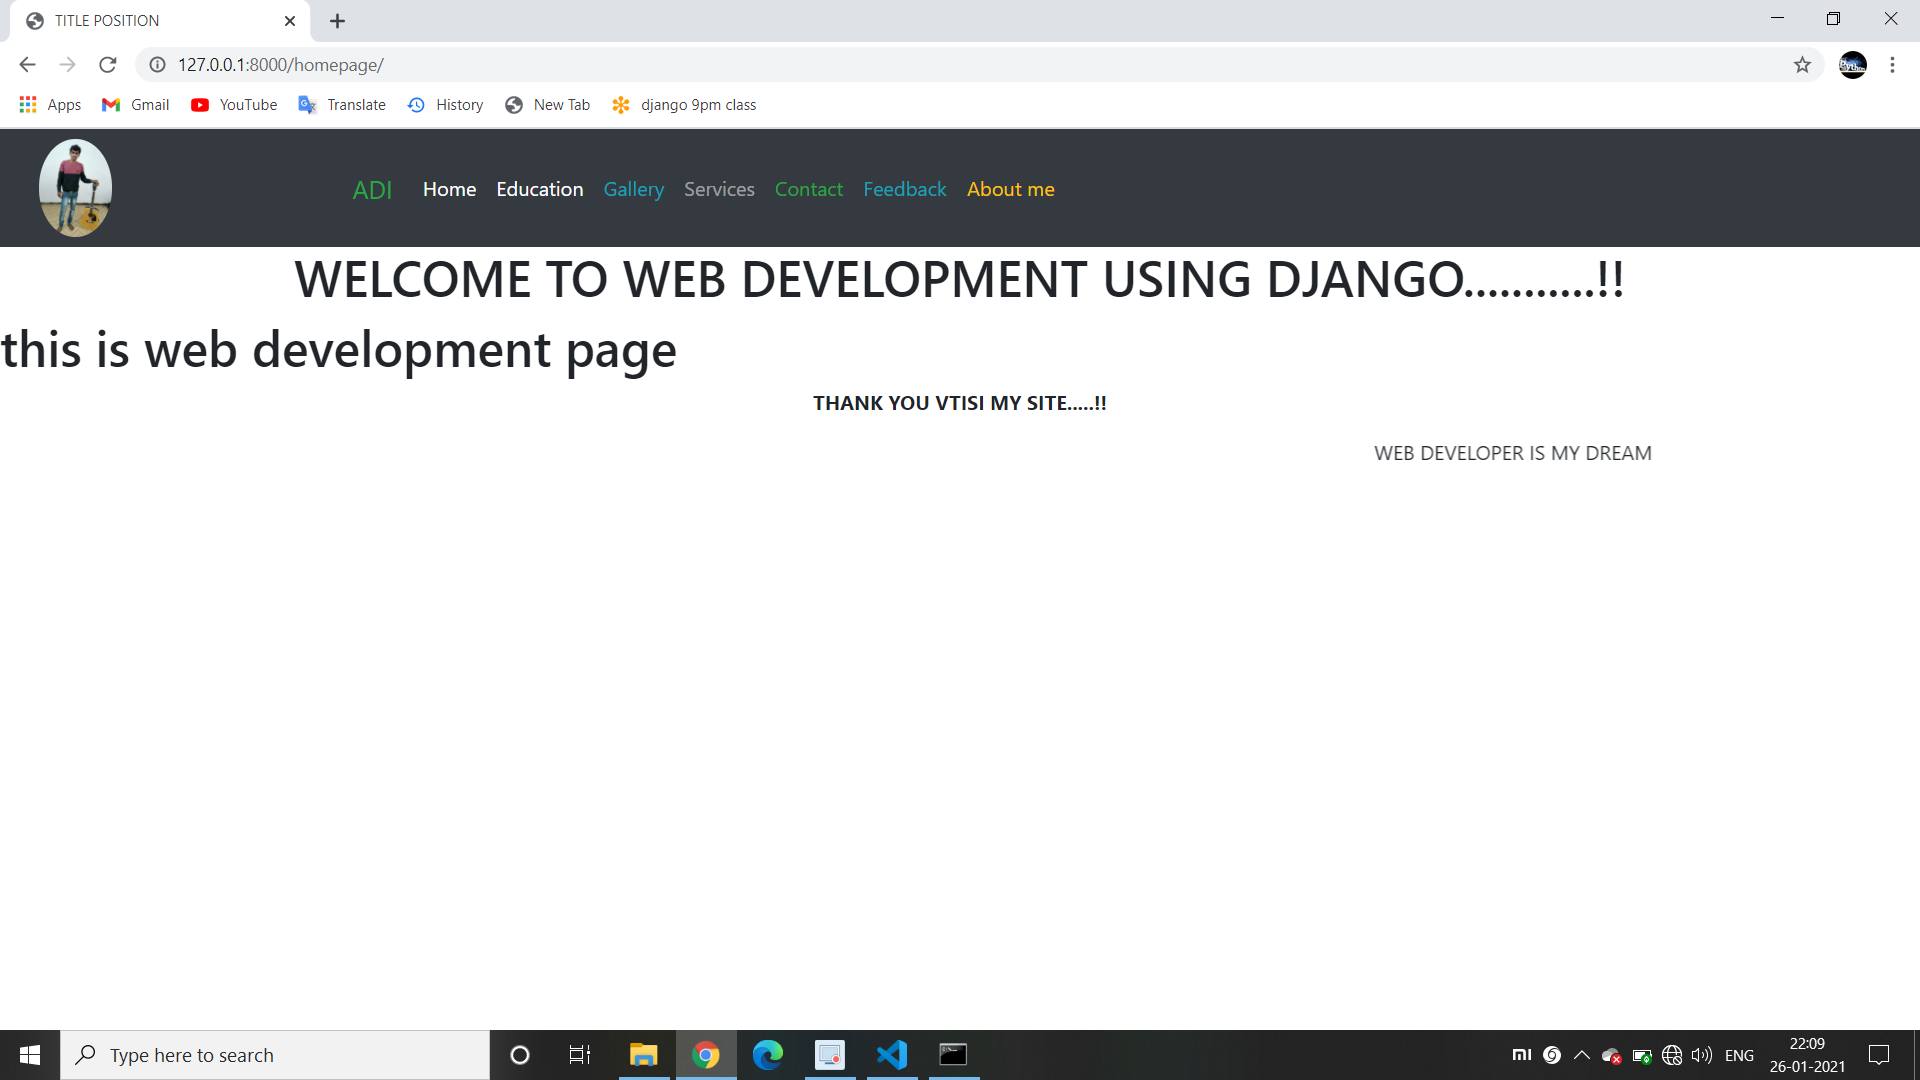 TITLE POSITION
127.0.0.1:8000/homepage/
Apps Gmail YouTube Translate History New Tab django 9pm class
ADI Home Education Gallery Services Contact Feedback About me
WELCOME TO WEB DEVELOPMENT USING DJANGO...........!!
this is web development page
THANK YOU VTISI MY SITE.....!!
WEB DEVELOPER IS MY DREAM
Type here to search
ENG
22:09
26-01-2021